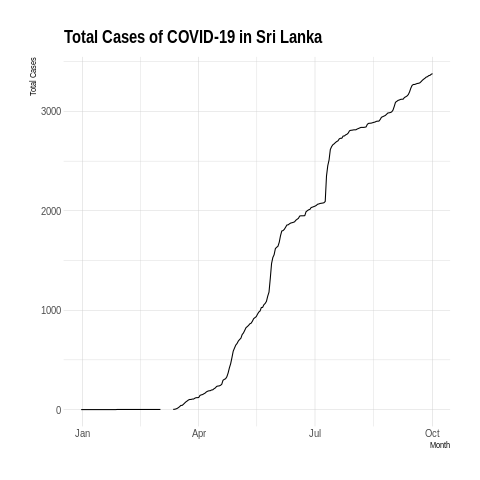 Total Cases of COVID-19 in Sri Lanka
Total Cases
3000
2000
1000
0
Jan Apr Jul Oct
Month